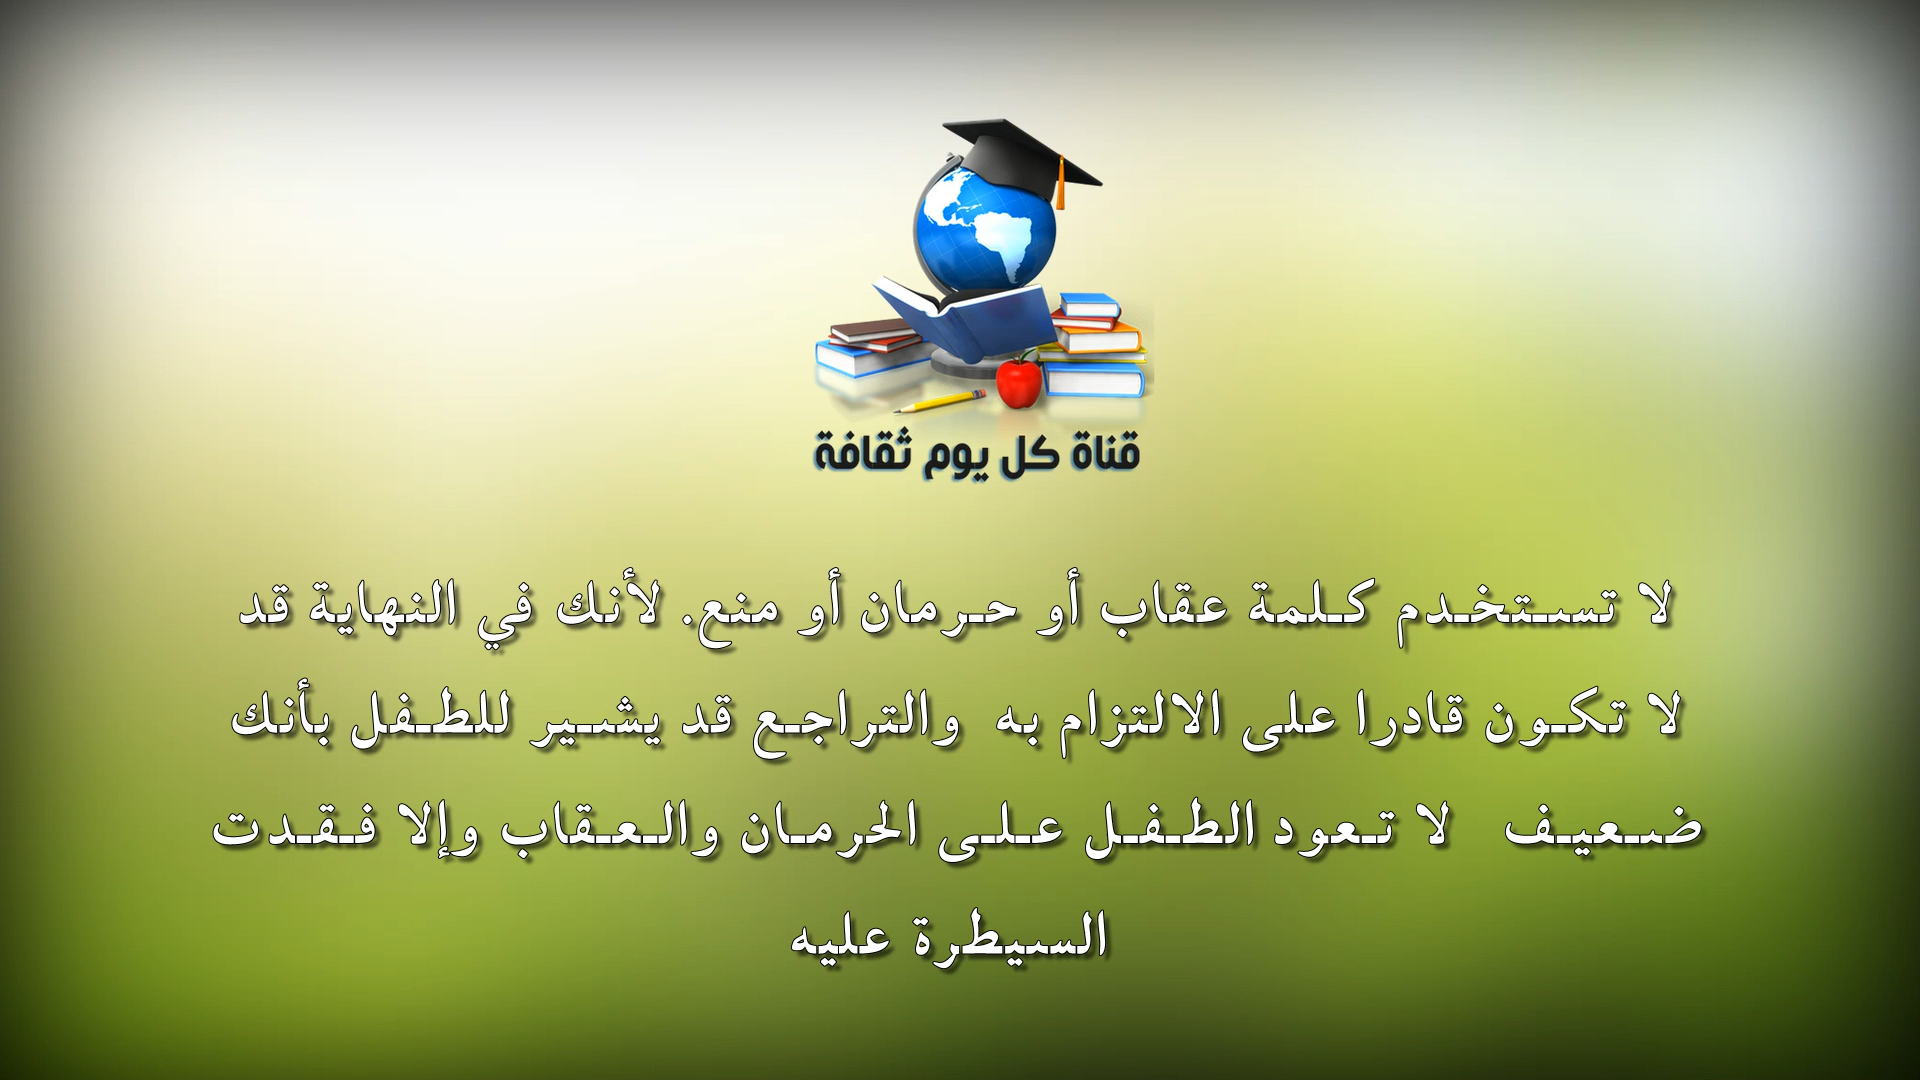 قناة كل يوم ثقافة
لا تستخدم كلمة عقاب أو حرمان أو منع. لأنك في النهاية قد
لا تكون قادرا على الالتزام به والتراجع قد يشير للطفل بأنك
ضعيف لا تعود الطفل على الحرمان والعقاب وإلا فقدت
السيطرة عليه